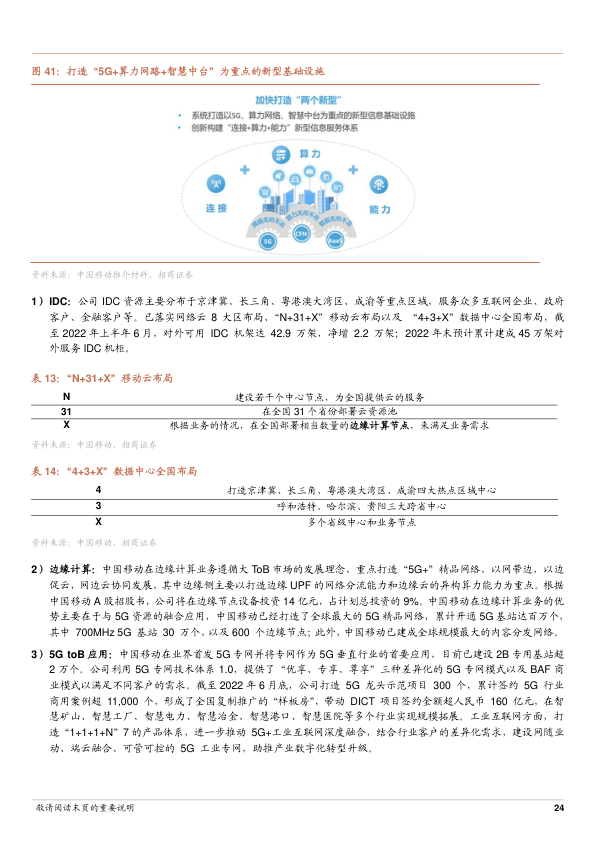 图 41：打造“5G+算力网路+智慧中台”为重点的新型基础设施
加快打造“两个新型”
• 系统打造以5G、算力网络、智慧中台为重点的新型信息基础设施
• 创新构建“连接+算力+能力”新型信息服务体系
算 力
连 接
能 力
网络无所不达
算力无所不在
智能无所不及
5G
CFN
AaaS
资料来源：中国移动推介材料、招商证券
1）IDC：公司 IDC 资源主要分布于京津冀、长三角、粤港澳大湾区、成渝等重点区域，服务众多互联网企业、政府
客户、金融客户等。已落实网络云 8 大区布局、“N+31+X”移动云布局以及 “4+3+X”数据中心全国布局，截
至 2022 年上半年 6 月，对外可用 IDC 机架达 42.9 万架，净增 2.2 万架；2022 年末预计累计建成 45 万架对
外服务 IDC 机柜。
表 13：“N+31+X”移动云布局
N 建设若干个中心节点，为全国提供云的服务
31 在全国 31 个省份部署云资源池
X 根据业务的情况，在全国部署相当数量的边缘计算节点，来满足业务需求
资料来源：中国移动、招商证券
表 14：“4+3+X”数据中心全国布局
4 打造京津冀、长三角、粤港澳大湾区、成渝四大热点区域中心
3 呼和浩特、哈尔滨、贵阳三大跨省中心
X 多个省级中心和业务节点
资料来源：中国移动、招商证券
2）边缘计算：中国移动在边缘计算业务遵循大 ToB 市场的发展理念，重点打造“5G+”精品网络，以网带边，以边
促云，网边云协同发展，其中边缘侧主要以打造边缘 UPF 的网络分流能力和边缘云的异构算力能力为重点。根据
中国移动 A 股招股书，公司将在边缘节点设备投资 14 亿元，占计划总投资的 9%。中国移动在边缘计算业务的优
势主要在于与 5G 资源的融合应用，中国移动已经打造了全球最大的 5G 精品网络，累计开通 5G 基站达百万个，
其中 700MHz 5G 基站 30 万个，以及 600 个边缘节点；此外，中国移动已建成全球规模最大的内容分发网络。
3）5G toB 应用：中国移动在业界首发 5G 专网并将专网作为 5G 垂直行业的首要应用，目前已建设 2B 专用基站超
2 万个。公司利用 5G 专网技术体系 1.0，提供了“优享、专享、尊享”三种差异化的 5G 专网模式以及 BAF 商
业模式以满足不同客户的需求。截至 2022 年 6 月底，公司打造 5G 龙头示范项目 300 个，累计签约 5G 行业
商用案例超 11,000 个，形成了全国复制推广的“样板房”，带动 DICT 项目签约金额超人民币 160 亿元，在智
慧矿山、智慧工厂、智慧电力、智慧冶金、智慧港口、智慧医院等多个行业实现规模拓展。工业互联网方面，打
造“1+1+1+N”7 的产品体系，进一步推动 5G+工业互联网深度融合，结合行业客户的差异化需求，建设网随业
动、端云融合、可管可控的 5G 工业专网，助推产业数字化转型升级。
敬请阅读末页的重要说明
24